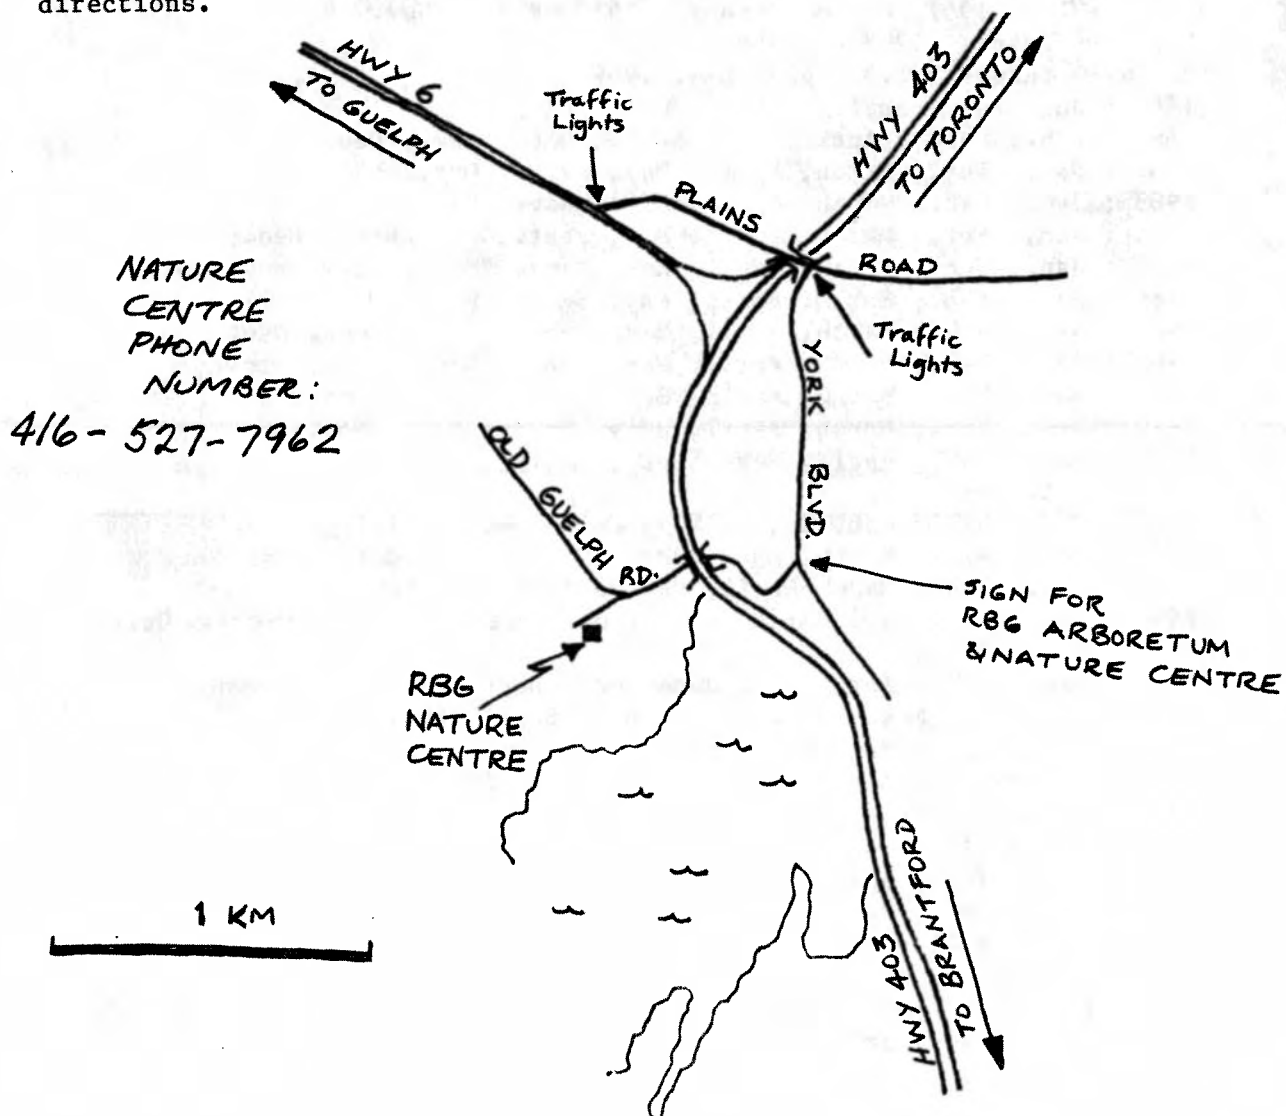 directions.
HWY 6
TO GUELPH
Traffic
Lights
HWY 403
TO TORONTO
PLAINS
ROAD
NATURE
CENTRE
PHONE
NUMBER:
416-527-7962
Traffic
Lights
YORK
BLVD.
OLD GUELPH RD.
SIGN FOR
RBG ARBORETUM
& NATURE CENTRE
RBG
NATURE
CENTRE
1 KM
HWY 403
TO BRANTFORD